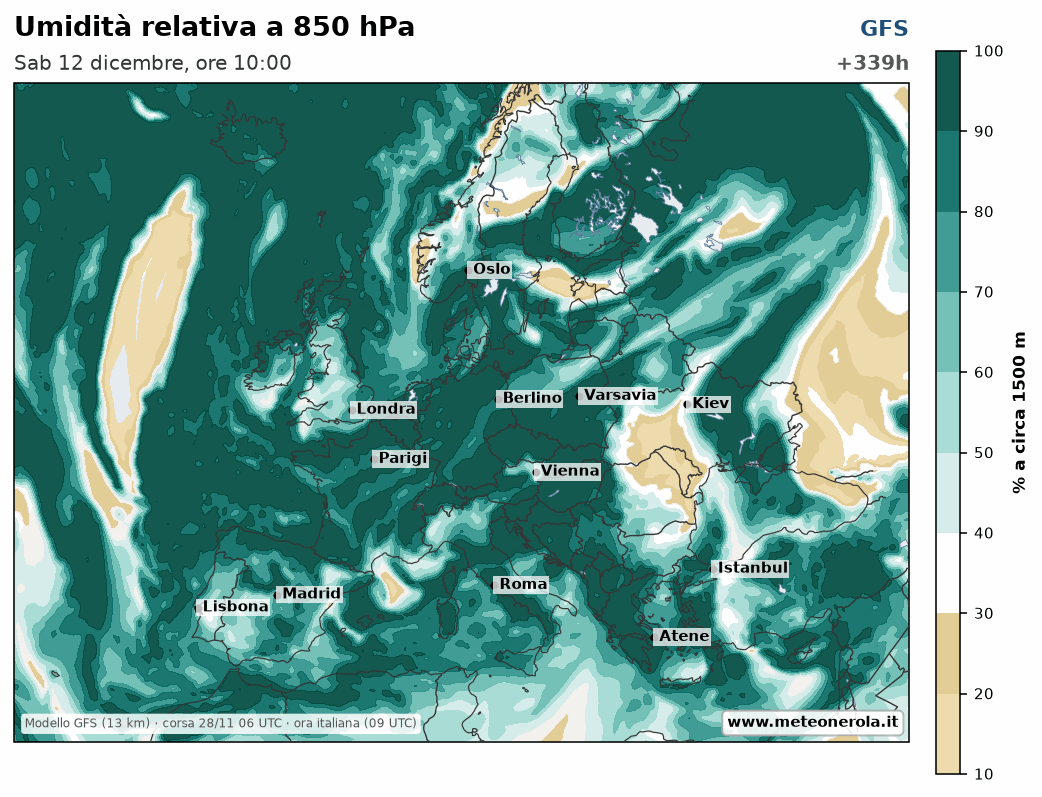 Umidità relativa a 850 hPa
GFS
Sab 12 dicembre, ore 10:00
+339h
100
90
80
70
60
50
40
30
20
10
% a circa 1500 m
Oslo
Berlino
Varsavia
Londra
Kiev
Parigi
Vienna
Istanbul
Roma
Madrid
Lisbona
Atene
Modello GFS (13 km) · corsa 28/11 06 UTC · ora italiana (09 UTC)
www.meteonerola.it